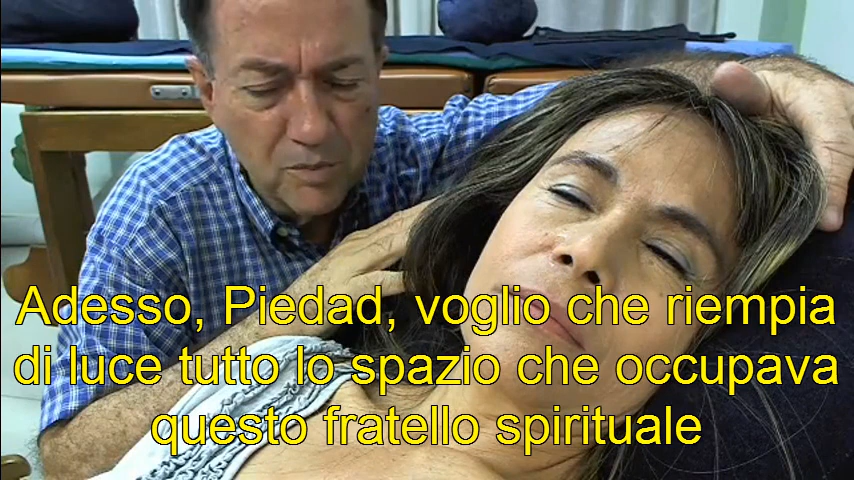 Adesso, Piedad, voglio che riempia
di luce tutto lo spazio che occupava
questo fratello spirituale